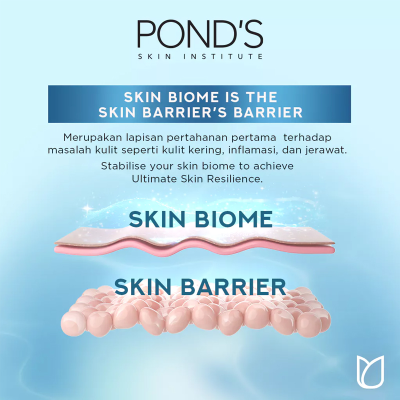 POND'S
SKIN INSTITUTE
SKIN BIOME IS THE
SKIN BARRIER'S BARRIER
Merupakan lapisan pertahanan pertama terhadap
masalah kulit seperti kulit kering, inflamasi, dan jerawat.
Stabilise your skin biome to achieve
Ultimate Skin Resilience.
SKIN BIOME
SKIN BARRIER